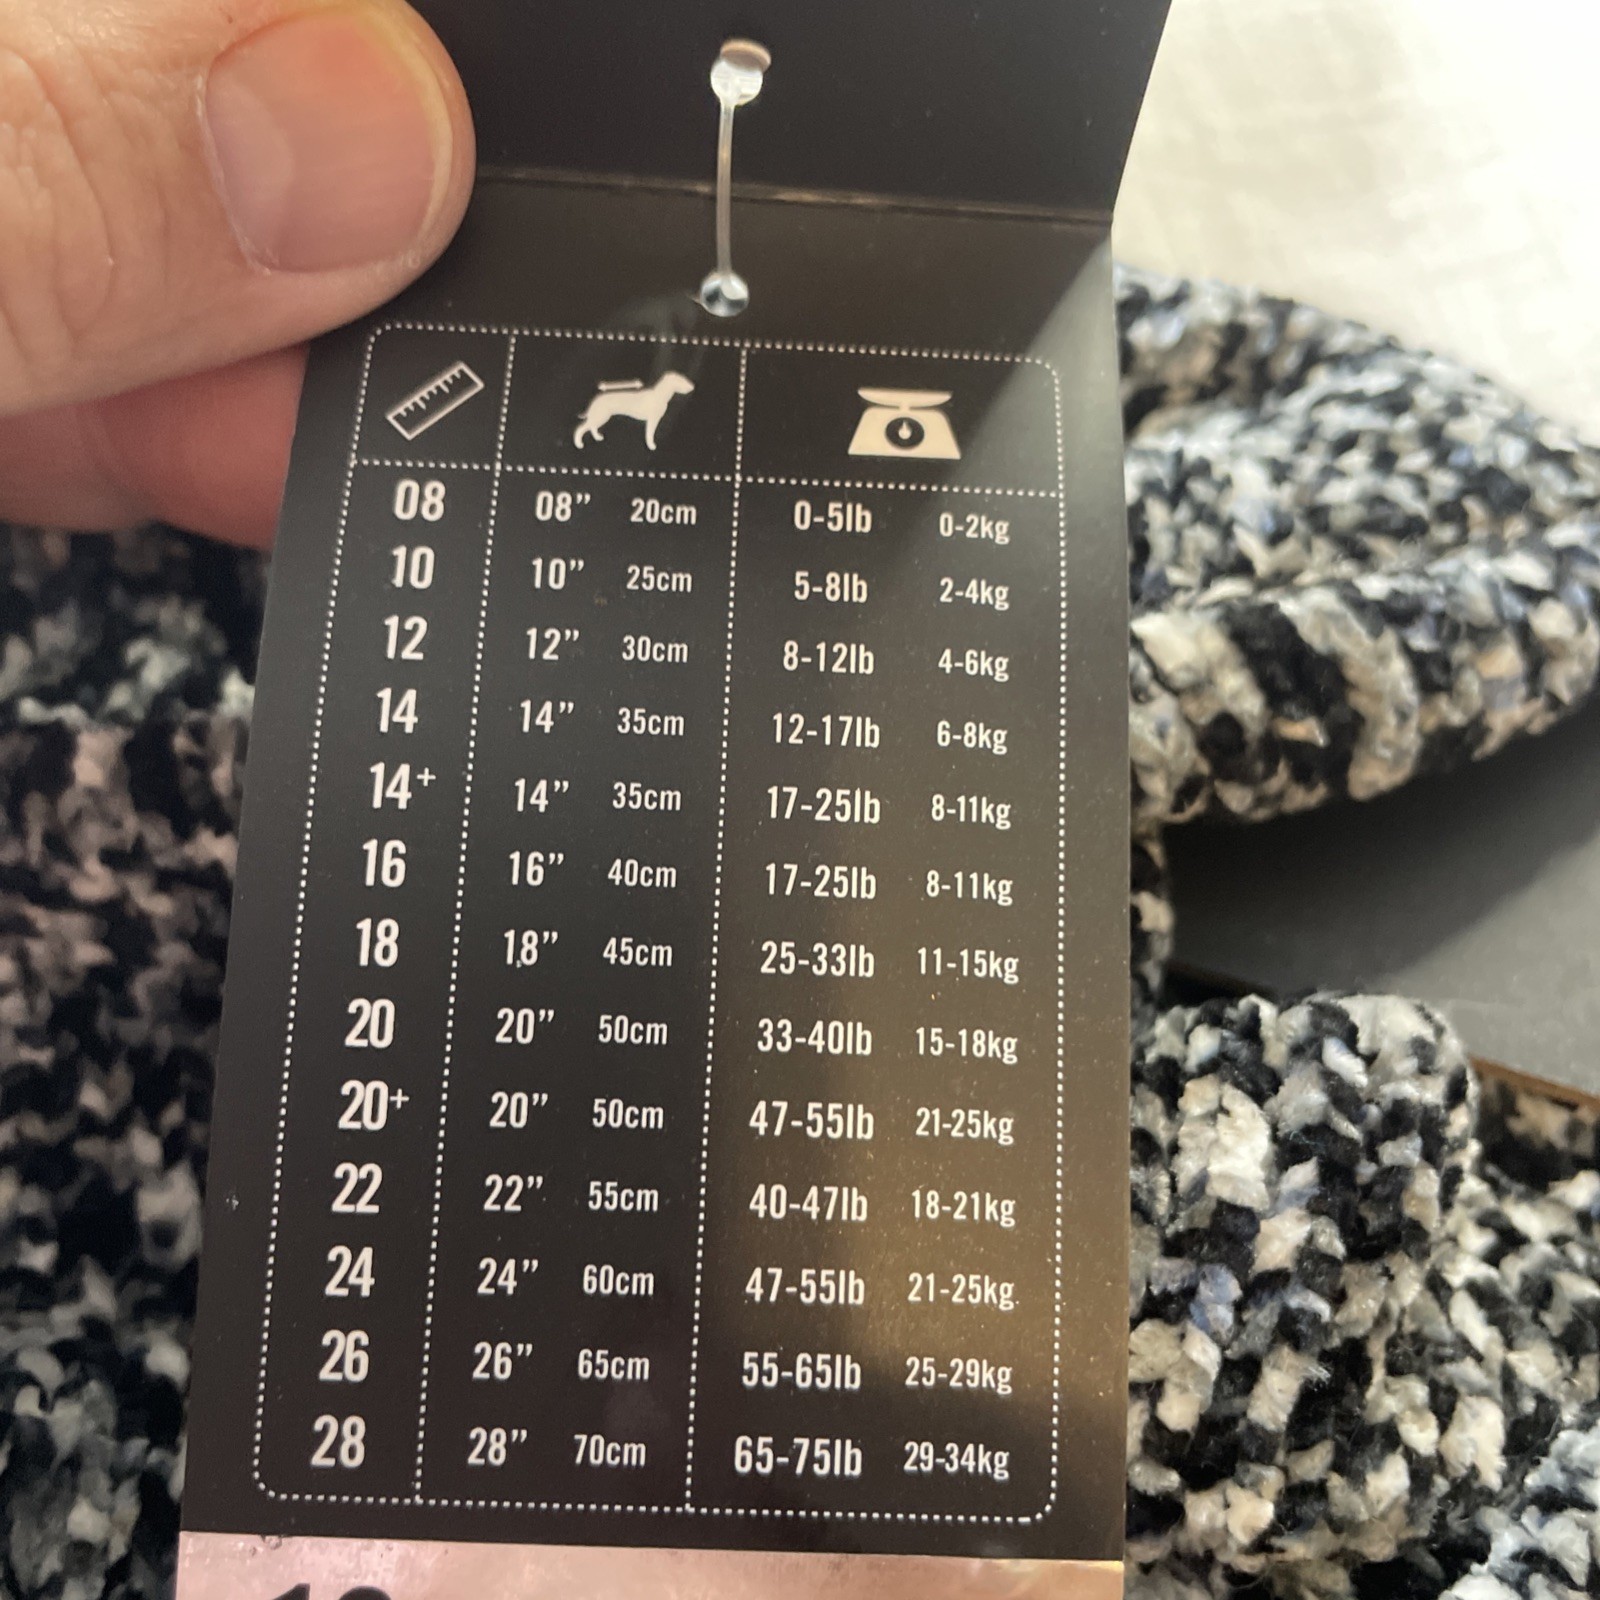 08 08” 20cm 0-5lb 0-2kg
10 10” 25cm 5-8lb 2-4kg
12 12” 30cm 8-12lb 4-6kg
14 14” 35cm 12-17lb 6-8kg
14+ 14” 35cm 17-25lb 8-11kg
16 16” 40cm 17-25lb 8-11kg
18 18” 45cm 25-33lb 11-15kg
20 20” 50cm 33-40lb 15-18kg
20+ 20” 50cm 47-55lb 21-25kg
22 22” 55cm 40-47lb 18-21kg
24 24” 60cm 47-55lb 21-25kg
26 26” 65cm 55-65lb 25-29kg
28 28” 70cm 65-75lb 29-34kg